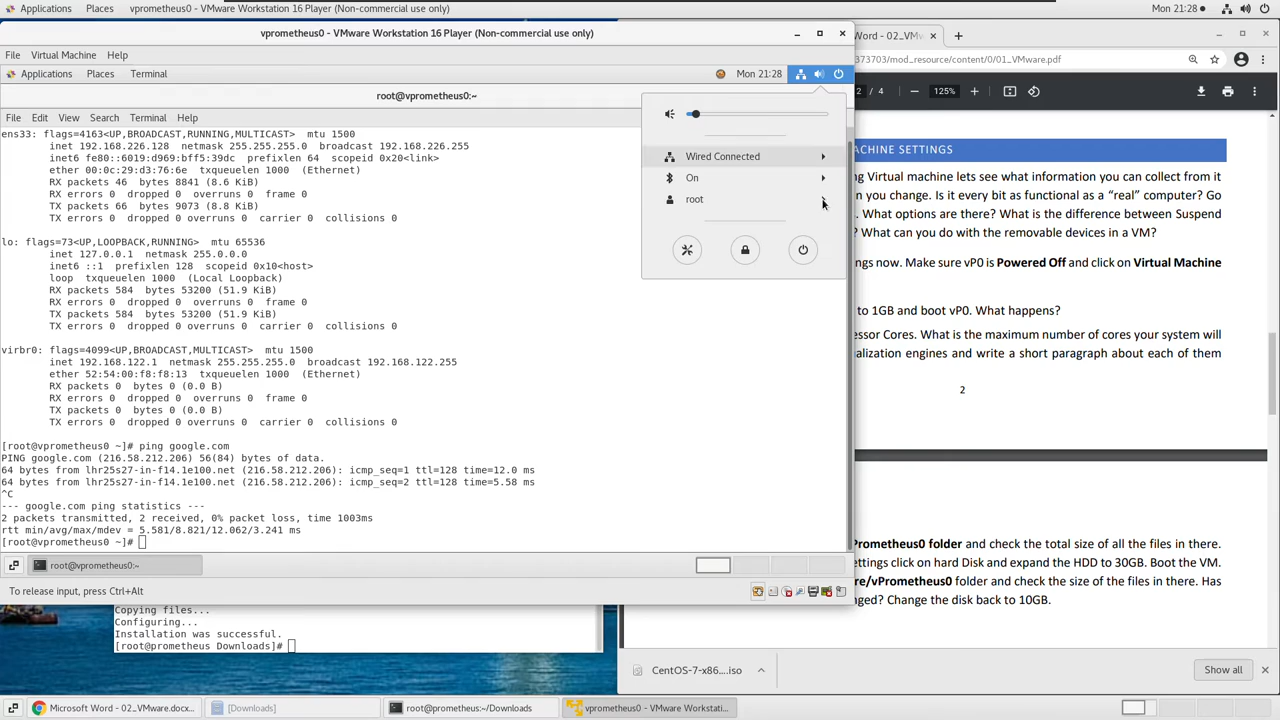 Applications Places vprometheus0 - VMware Workstation 16 Player (Non-commercial use only) Mon 21:28
vprometheus0 - VMware Workstation 16 Player (Non-commercial use only)
Word - 02_VMw
File Virtual Machine Help
373703/mod_resource/content/0/01_VMware.pdf
Applications Places Terminal Mon 21:28
2 / 4 125%
root@vprometheus0:~
File Edit View Search Terminal Help
ens33: flags=4163<UP,BROADCAST,RUNNING,MULTICAST> mtu 1500
inet 192.168.226.128 netmask 255.255.255.0 broadcast 192.168.226.255
inet6 fe80::6019:d969:bff5:39dc prefixlen 64 scopeid 0x20<link>
ether 00:0c:29:d3:76:6e txqueuelen 1000 (Ethernet)
RX packets 46 bytes 8841 (8.6 KiB)
RX errors 0 dropped 0 overruns 0 frame 0
TX packets 66 bytes 9073 (8.8 KiB)
TX errors 0 dropped 0 overruns 0 carrier 0 collisions 0
lo: flags=73<UP,LOOPBACK,RUNNING> mtu 65536
inet 127.0.0.1 netmask 255.0.0.0
inet6 ::1 prefixlen 128 scopeid 0x10<host>
loop txqueuelen 1000 (Local Loopback)
RX packets 584 bytes 53200 (51.9 KiB)
RX errors 0 dropped 0 overruns 0 frame 0
TX packets 584 bytes 53200 (51.9 KiB)
TX errors 0 dropped 0 overruns 0 carrier 0 collisions 0
virbr0: flags=4099<UP,BROADCAST,MULTICAST> mtu 1500
inet 192.168.122.1 netmask 255.255.255.0 broadcast 192.168.122.255
ether 52:54:00:f8:f8:13 txqueuelen 1000 (Ethernet)
RX packets 0 bytes 0 (0.0 B)
RX errors 0 dropped 0 overruns 0 frame 0
TX packets 0 bytes 0 (0.0 B)
TX errors 0 dropped 0 overruns 0 carrier 0 collisions 0
[root@vprometheus0 ~]# ping google.com
PING google.com (216.58.212.206) 56(84) bytes of data.
64 bytes from lhr25s27-in-f14.1e100.net (216.58.212.206): icmp_seq=1 ttl=128 time=12.0 ms
64 bytes from lhr25s27-in-f14.1e100.net (216.58.212.206): icmp_seq=2 ttl=128 time=5.58 ms
^C
--- google.com ping statistics ---
2 packets transmitted, 2 received, 0% packet loss, time 1003ms
rtt min/avg/max/mdev = 5.581/8.821/12.062/3.241 ms
[root@vprometheus0 ~]#
Wired Connected
On
root
root@vprometheus0:~
To release input, press Ctrl+Alt
ACHINE SETTINGS
ng Virtual machine lets see what information you can collect from it
n you change. Is it every bit as functional as a “real” computer? Go
. What options are there? What is the difference between Suspend
? What can you do with the removable devices in a VM?
ngs now. Make sure vP0 is Powered Off and click on Virtual Machine
to 1GB and boot vP0. What happens?
essor Cores. What is the maximum number of cores your system will
ualization engines and write a short paragraph about each of them
2
Prometheus0 folder and check the total size of all the files in there.
ettings click on hard Disk and expand the HDD to 30GB. Boot the VM.
re/vPrometheus0 folder and check the size of the files in there. Has
nged? Change the disk back to 10GB.
Copying files...
Configuring...
Installation was successful.
[root@prometheus Downloads]#
CentOS-7-x86....iso Show all
Microsoft Word - 02_VMware.docx... [Downloads] root@prometheus:~/Downloads vprometheus0 - VMware Workstati...